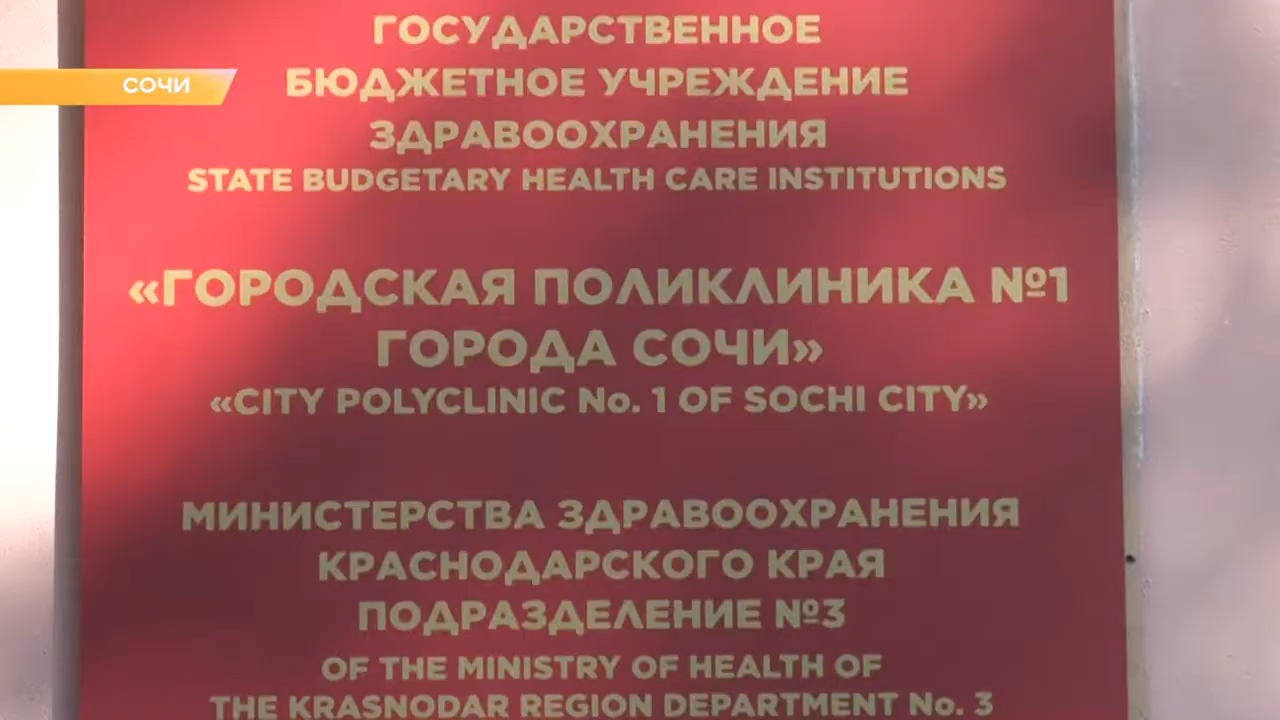 СОЧИ
ГОСУДАРСТВЕННОЕ
БЮДЖЕТНОЕ УЧРЕЖДЕНИЕ
ЗДРАВООХРАНЕНИЯ
STATE BUDGETARY HEALTH CARE INSTITUTIONS
«ГОРОДСКАЯ ПОЛИКЛИНИКА №1
ГОРОДА СОЧИ»
«CITY POLYCLINIC No. 1 OF SOCHI CITY»
МИНИСТЕРСТВА ЗДРАВООХРАНЕНИЯ
КРАСНОДАРСКОГО КРАЯ
ПОДРАЗДЕЛЕНИЕ №3
OF THE MINISTRY OF HEALTH OF
THE KRASNODAR REGION DEPARTMENT No. 3